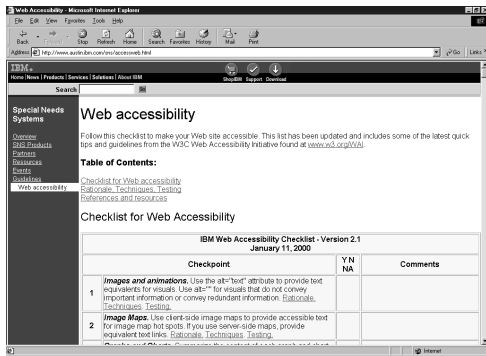 Web Accessibility - Microsoft Internet Explorer
File Edit View Favorites Tools Help
Back Forward Stop Refresh Home Search Favorites History Mail Print
Address http://www.austin.ibm.com/sns/accessweb.html Go Links
IBM
Home | News | Products | Services | Solutions | About IBM
ShopIBM Support Download
Search
Special Needs
Systems
Overview
SNS Products
Partners
Resources
Events
Guidelines
Web accessibility
Web accessibility
Follow this checklist to make your Web site accessible. This list has been updated and includes some of the latest quick
tips and guidelines from the W3C Web Accessibility Initiative found at www.w3.org/WAI.
Table of Contents:
Checklist for Web accessibility
Rationale, Techniques, Testing
References and resources
Checklist for Web Accessibility
IBM Web Accessibility Checklist - Version 2.1
January 11, 2000
Checkpoint
Y N
NA
Comments
1
Images and animations. Use the alt="text" attribute to provide text
equivalents for visuals. Use alt="" for visuals that do not convey
important information or convey redundant information. Rationale,
Techniques, Testing.
2
Image Maps. Use client-side image maps to provide accessible text
for image map hot spots. If you use server-side maps, provide
equivalent text links. Rationale, Techniques, Testing.
Internet